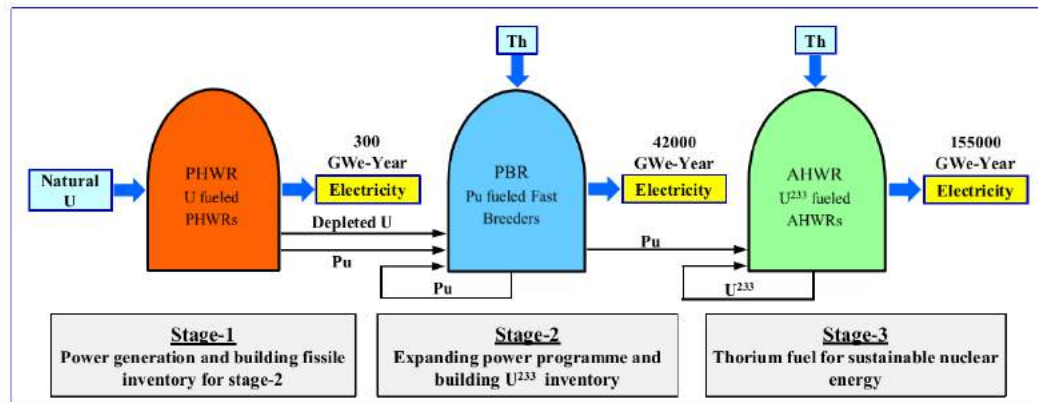 Th
Th
300
GWe-Year
42000
GWe-Year
155000
GWe-Year
Natural
U
PHWR
U fueled
PHWRs
Electricity
PBR
Pu fueled Fast
Breeders
Electricity
AHWR
U²³³ fueled
AHWRs
Electricity
Depleted U
Pu
Pu
Pu
U²³³
Stage-1
Power generation and building fissile
inventory for stage-2
Stage-2
Expanding power programme and
building U²³³ inventory
Stage-3
Thorium fuel for sustainable nuclear
energy